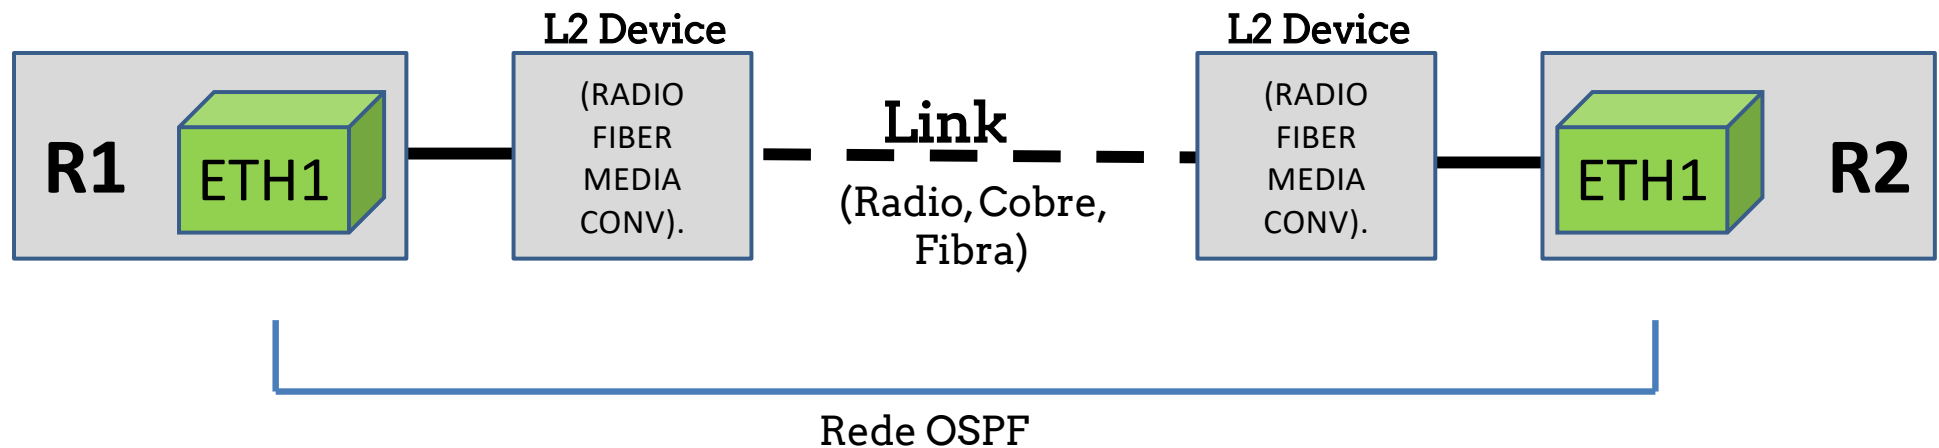 L2 Device
L2 Device
R1
ETH1
(RADIO
FIBER
MEDIA
CONV).
Link
(Radio, Cobre,
Fibra)
(RADIO
FIBER
MEDIA
CONV).
ETH1
R2
Rede OSPF